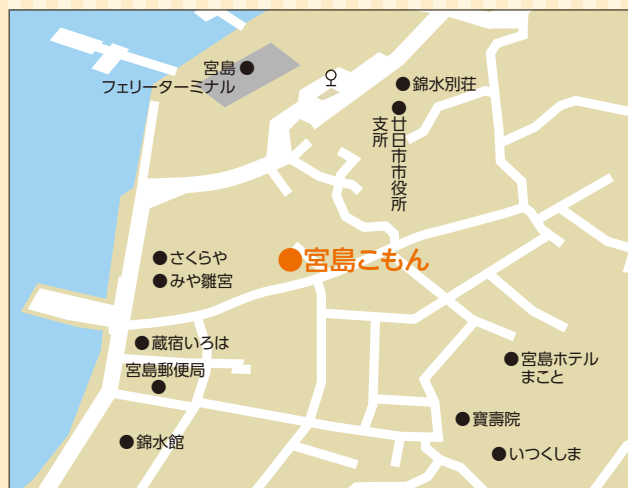 宮島
フェリーターミナル
錦水別荘
廿日市市役所
支所
さくらや
みや雛宮
宮島こもん
蔵宿いろは
宮島郵便局
宮島ホテル
まこと
寶壽院
錦水館
いつくしま